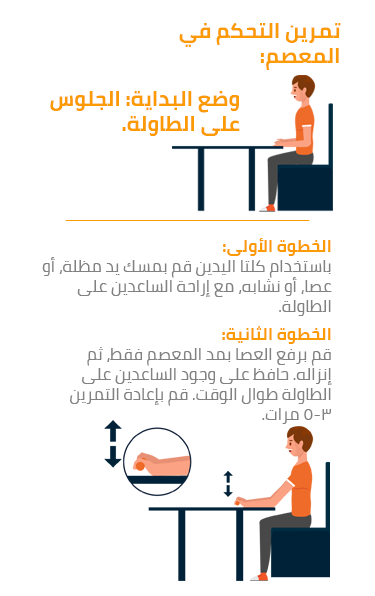 تمرين التحكم في
المعصم:
وضع البداية: الجلوس
على الطاولة.
الخطوة الأولى:
باستخدام كلتا اليدين قم بمسك يد مظلة، أو
عصا، أو نشابه، مع إراحة الساعدين على
الطاولة.
الخطوة الثانية:
قم برفع العصا بمد المعصم فقط، ثم
إنزاله. حافظ على وجود الساعدين على
الطاولة طوال الوقت. قم بإعادة التمرين
٣-٥ مرات.